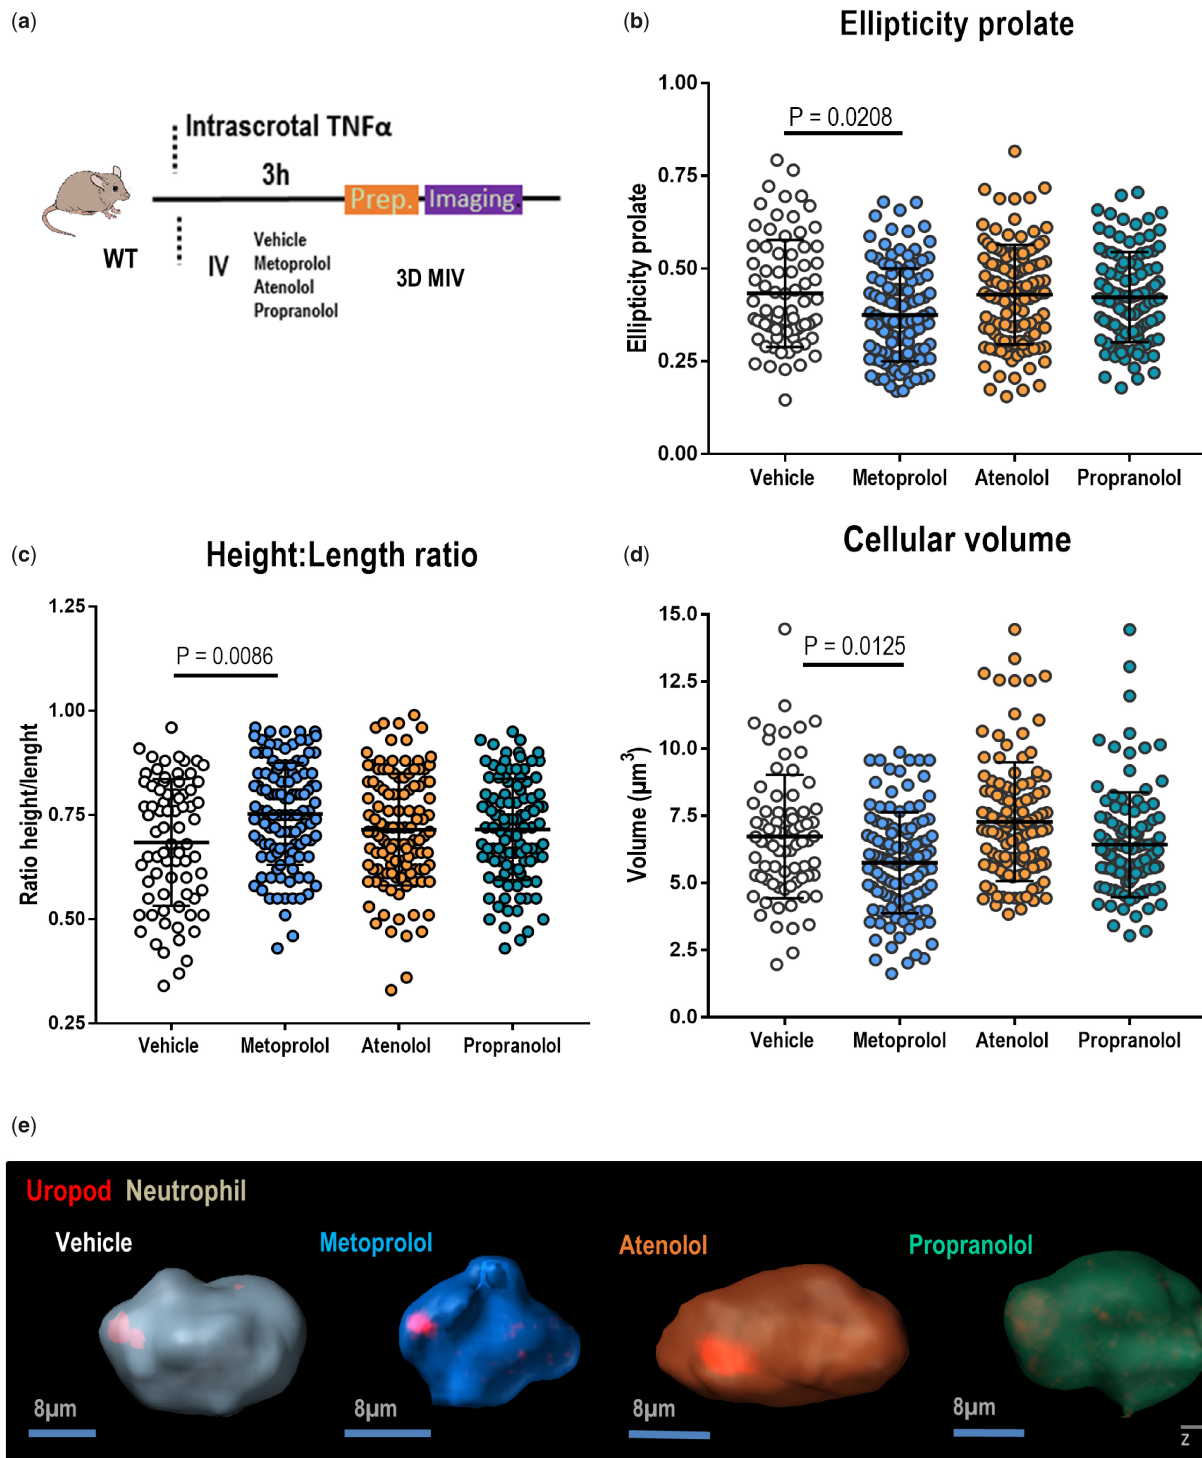 (a)
Intrascrotal TNFα
3h
Prep. Imaging.
WT
IV
Vehicle
Metoprolol
Atenolol
Propranolol
3D MIV
(b)
Ellipticity prolate
Ellipticity prolate
1.00
0.75
0.50
0.25
0.00
P = 0.0208
Vehicle Metoprolol Atenolol Propranolol
(c)
Height:Length ratio
Ratio height/lenght
1.25
1.00
0.75
0.50
0.25
P = 0.0086
Vehicle Metoprolol Atenolol Propranolol
(d)
Cellular volume
Volume (µm³)
15.0
12.5
10.0
7.5
5.0
2.5
0.0
P = 0.0125
Vehicle Metoprolol Atenolol Propranolol
(e)
Uropod Neutrophil
Vehicle Metoprolol Atenolol Propranolol
8µm 8µm 8µm 8µm
z